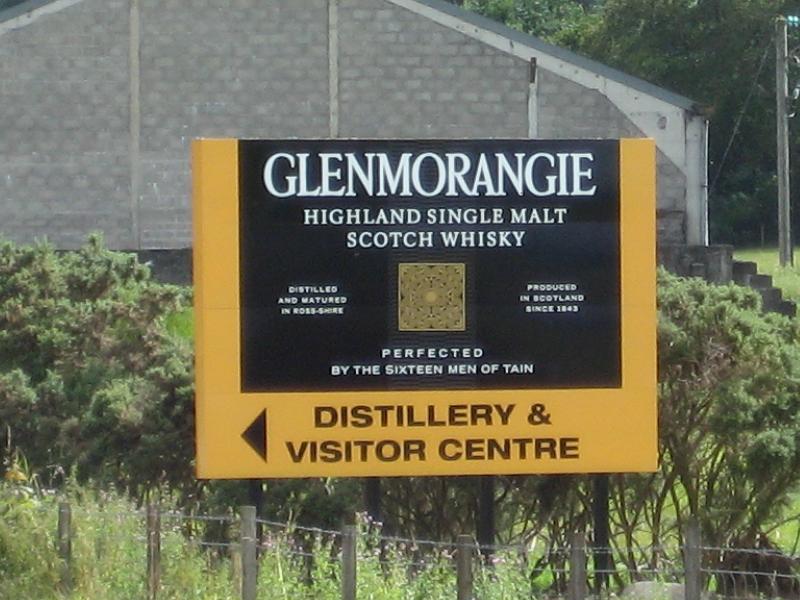 GLENMORANGIE
HIGHLAND SINGLE MALT
SCOTCH WHISKY
DISTILLED
AND MATURED
IN ROSS-SHIRE
PRODUCED
IN SCOTLAND
SINCE 1843
PERFECTED
BY THE SIXTEEN MEN OF TAIN
DISTILLERY &
VISITOR CENTRE